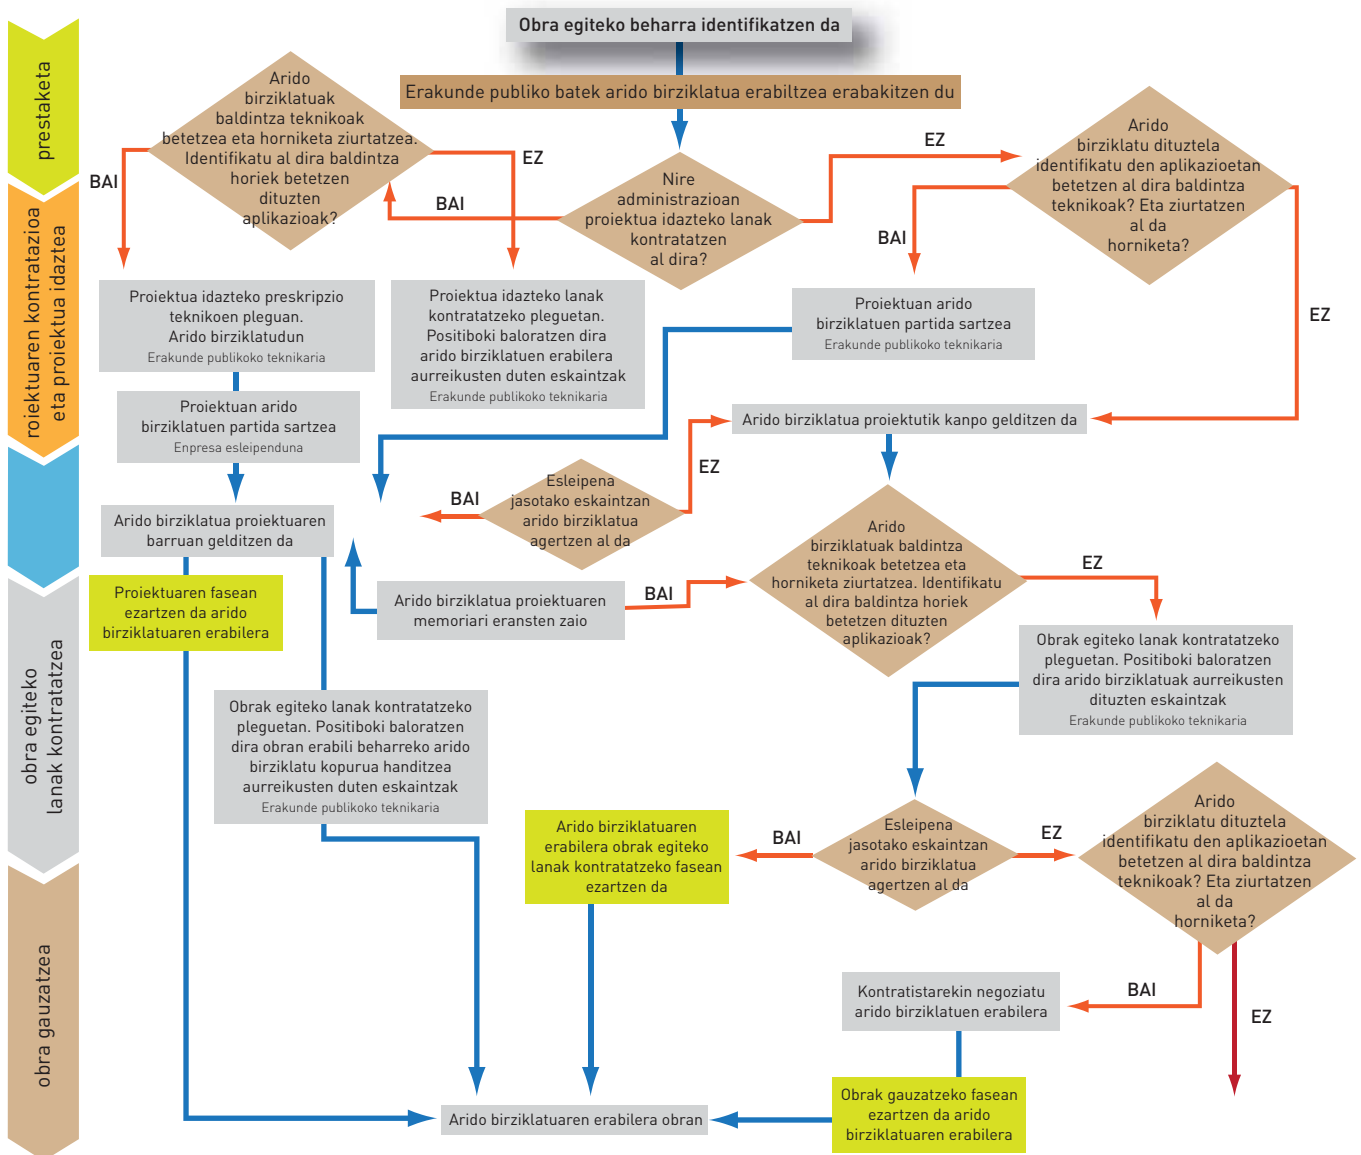 Obra egiteko beharra identifikatzen da
Erakunde publiko batek arido birziklatua erabiltzea erabakitzen du
prestaketa
roiektuaren kontratazioa
eta proiektua idaztea
obra egiteko
lanak kontratatzea
obra gauzatzea
Arido
birziklatuak
baldintza teknikoak
betetzea eta horniketa ziurtatzea.
Identifikatu al dira baldintza
horiek betetzen
dituzten
aplikazioak?
BAI
EZ
BAI
Nire
administrazioan
proiektua idazteko lanak
kontratatzen
al dira?
EZ
Arido
birziklatu dituztela
identifikatu den aplikazioetan
betetzen al dira baldintza
teknikoak? Eta ziurtatzen
al da
horniketa?
BAI
EZ
Proiektua idazteko preskripzio
teknikoen pleguan.
Arido birziklatudun
Erakunde publikoko teknikaria
Proiektua idazteko lanak
kontratatzeko pleguetan.
Positiboki baloratzen dira
arido birziklatuen erabilera
aurreikusten duten eskaintzak
Erakunde publikoko teknikaria
Proiektuan arido
birziklatuen partida sartzea
Erakunde publikoko teknikaria
Proiektuan arido
birziklatuen partida sartzea
Enpresa esleipenduna
Arido birziklatua proiektutik kanpo gelditzen da
Esleipena
jasotako eskaintzan
arido birziklatua
agertzen al da
BAI
EZ
Arido birziklatua proiektuaren
barruan gelditzen da
Arido
birziklatuak baldintza
teknikoak betetzea eta
horniketa ziurtatzea. Identifikatu
al dira baldintza horiek
betetzen dituzten
aplikazioak?
EZ
BAI
Proiektuaren fasean
ezartzen da arido
birziklatuaren erabilera
Arido birziklatua proiektuaren
memoriari eransten zaio
Obrak egiteko lanak kontratatzeko
pleguetan. Positiboki baloratzen
dira arido birziklatuak aurreikusten
dituzten eskaintzak
Erakunde publikoko teknikaria
Obrak egiteko lanak kontratatzeko
pleguetan. Positiboki baloratzen
dira obran erabili beharreko arido
birziklatu kopurua handitzea
aurreikusten duten eskaintzak
Erakunde publikoko teknikaria
Arido birziklatuaren
erabilera obrak egiteko
lanak kontratatzeko fasean
ezartzen da
BAI
Esleipena
jasotako eskaintzan
arido birziklatua
agertzen al da
EZ
Arido
birziklatu dituztela
identifikatu den aplikazioetan
betetzen al dira baldintza
teknikoak? Eta ziurtatzen
al da
horniketa?
Kontratistarekin negoziatu
arido birziklatuen erabilera
BAI
EZ
Obrak gauzatzeko fasean
ezartzen da arido
birziklatuaren erabilera
Arido birziklatuaren erabilera obran